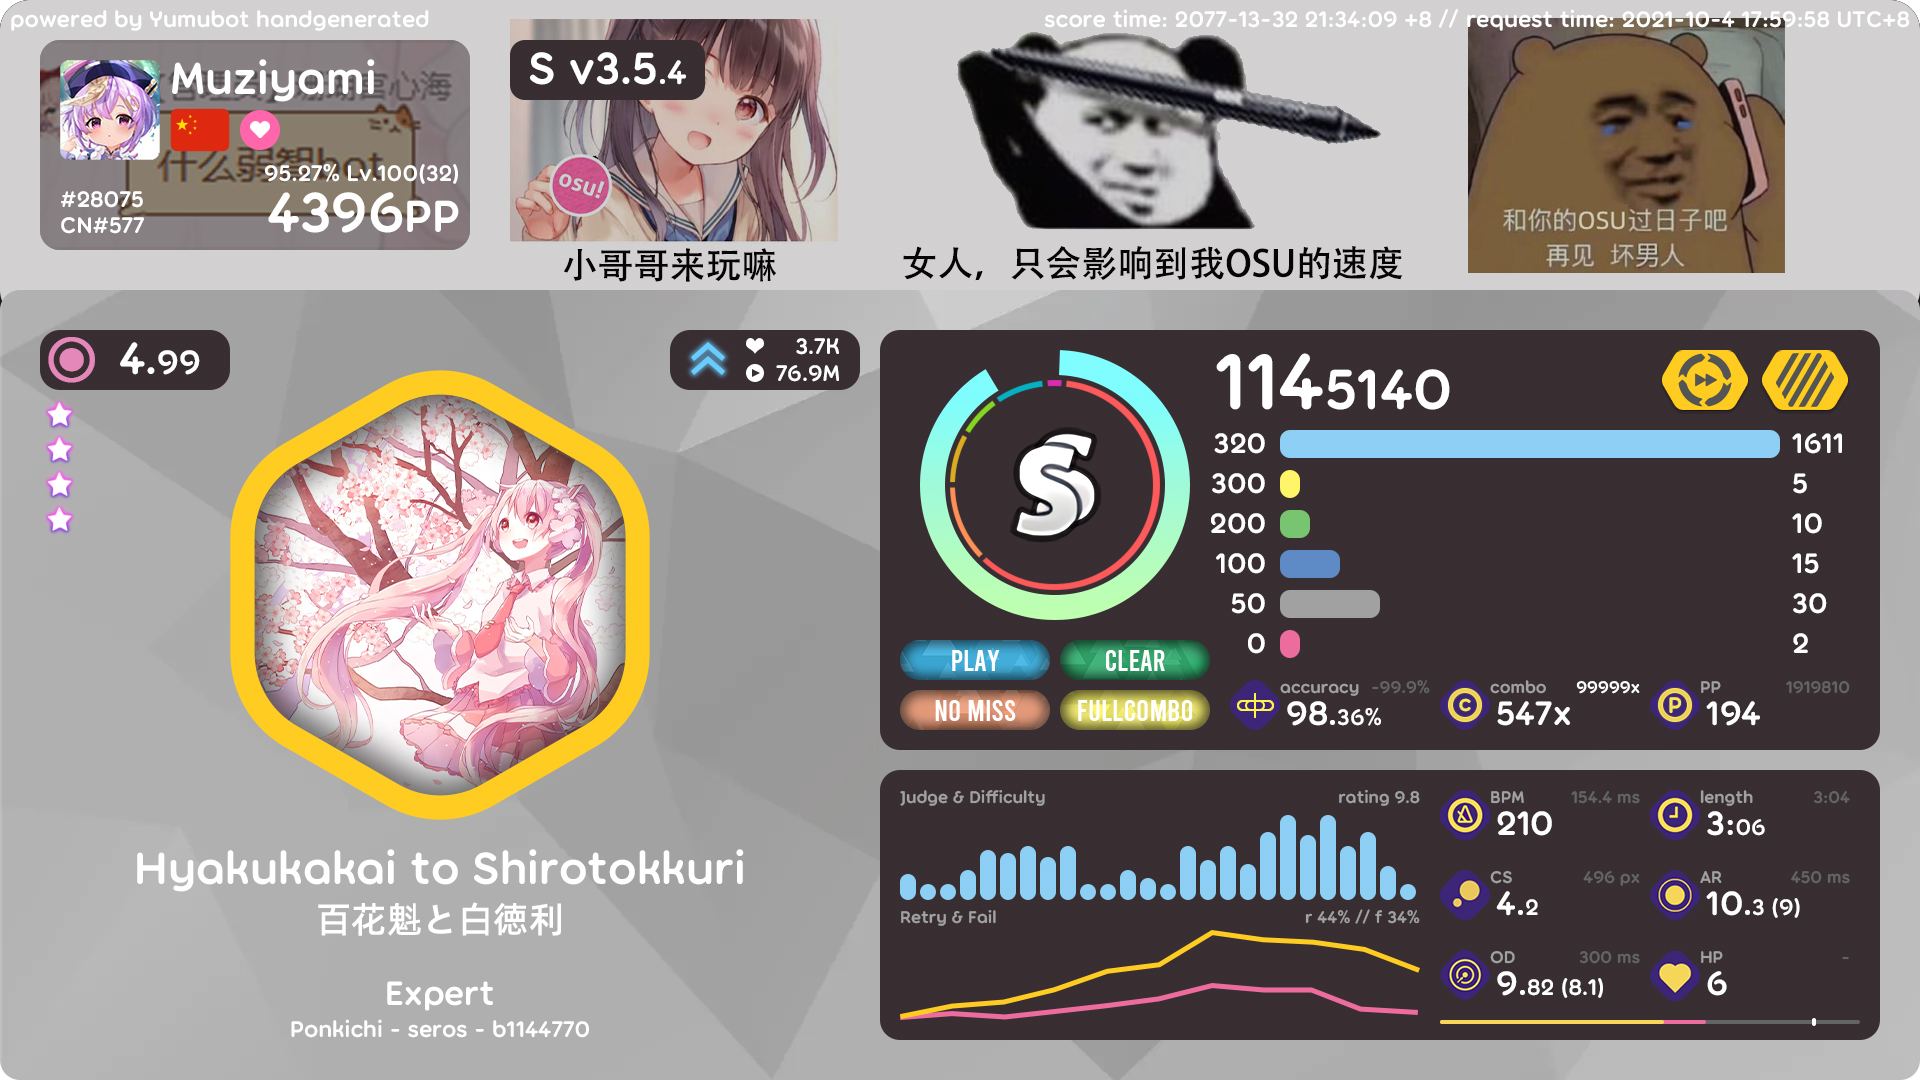 powered by Yumubot handgenerated
score time: 2077-13-32 21:34:09 +8 // request time: 2021-10-4 17:59:58 UTC+8
Muziyami
什么弱智bot
95.27% Lv.100(32)
#28075
CN#577
4396PP
S v3.5.4
osu!
小哥哥来玩嘛
女人，只会影响到我OSU的速度
和你的OSU过日子吧
再见 坏男人
4.99
3.7K
76.9M
Hyakukakai to Shirotokkuri
百花魁と白徳利
Expert
Ponkichi - seros - b1144770
S
1145140
320 1611
300 5
200 10
100 15
50 30
0 2
PLAY CLEAR
NO MISS FULLCOMBO
accuracy -99.9%
98.36%
combo 99999x
547x
PP 1919810
194
Judge & Difficulty rating 9.8
Retry & Fail r 44% // f 34%
BPM 154.4 ms
210
length 3:04
3:06
CS 496 px
4.2
AR 450 ms
10.3 (9)
OD 300 ms
9.82 (8.1)
HP -
6